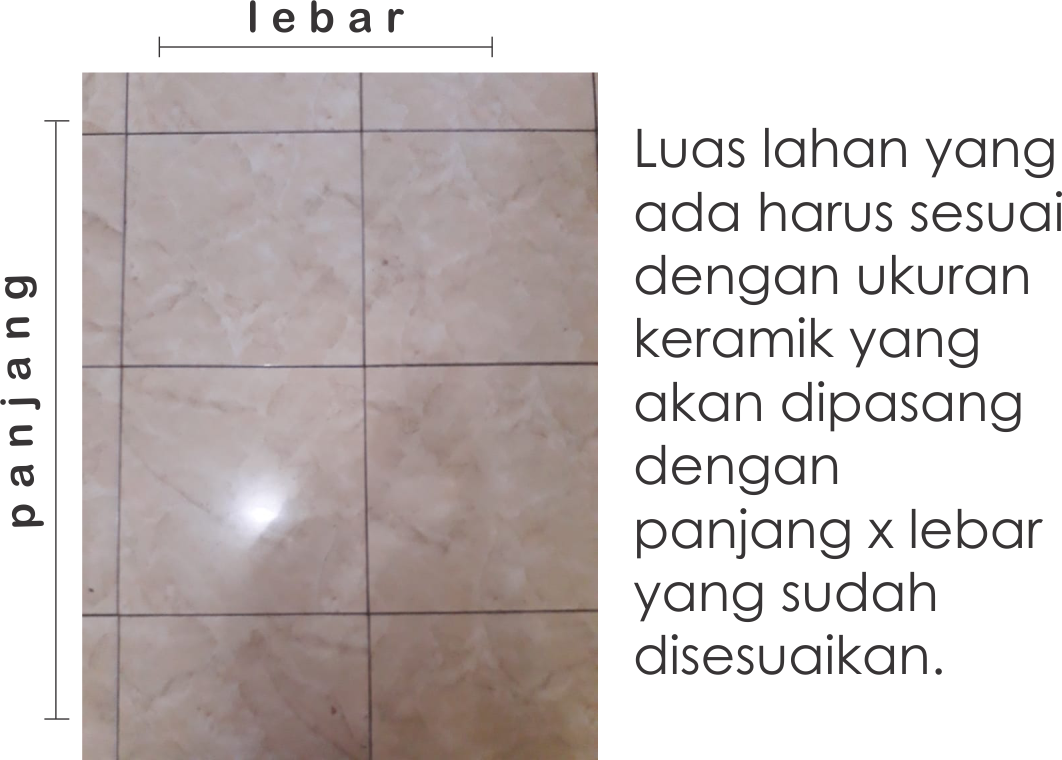 lebar
panjang
Luas lahan yang
ada harus sesuai
dengan ukuran
keramik yang
akan dipasang
dengan
panjang x lebar
yang sudah
disesuaikan.